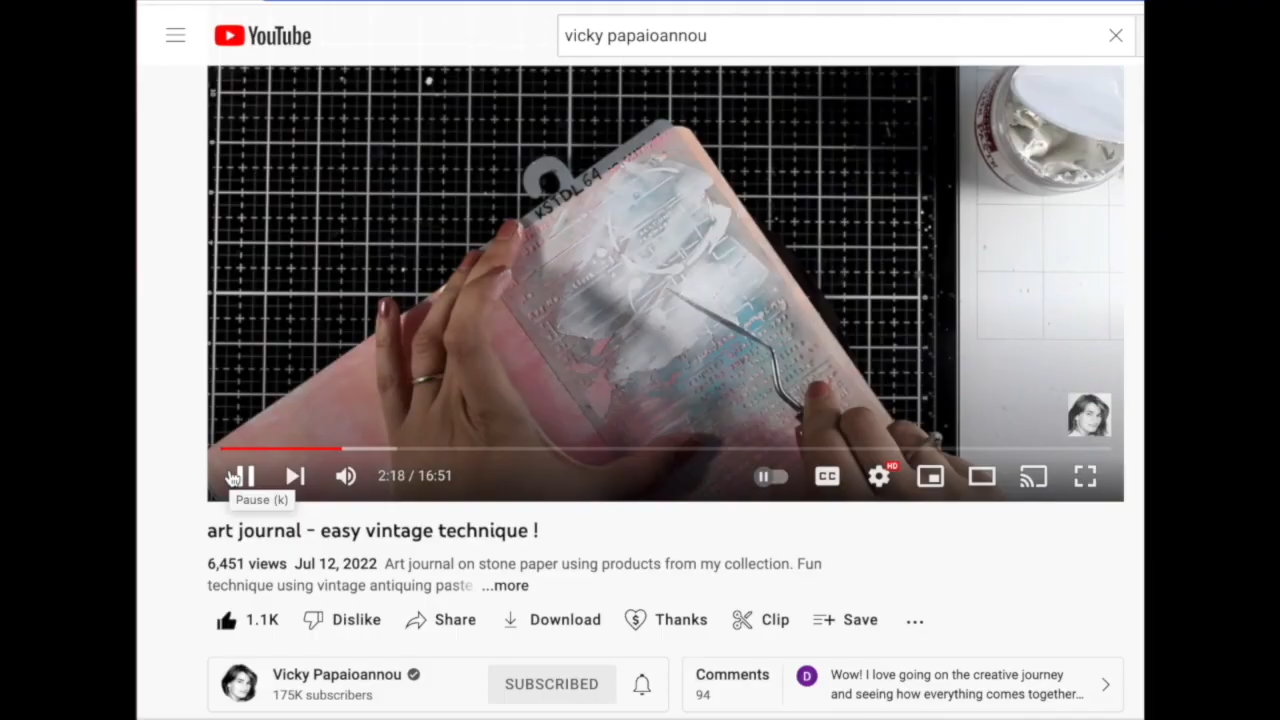 YouTube
vicky papaioannou
KSTDL64
2:18 / 16:51
CC
HD
Pause (k)
art journal - easy vintage technique !
6,451 views Jul 12, 2022 Art journal on stone paper using products from my collection. Fun
technique using vintage antiquing paste ...more
1.1K Dislike Share Download Thanks Clip Save ...
Vicky Papaioannou
175K subscribers
SUBSCRIBED
Comments
94
D
Wow! I love going on the creative journey
and seeing how everything comes together...